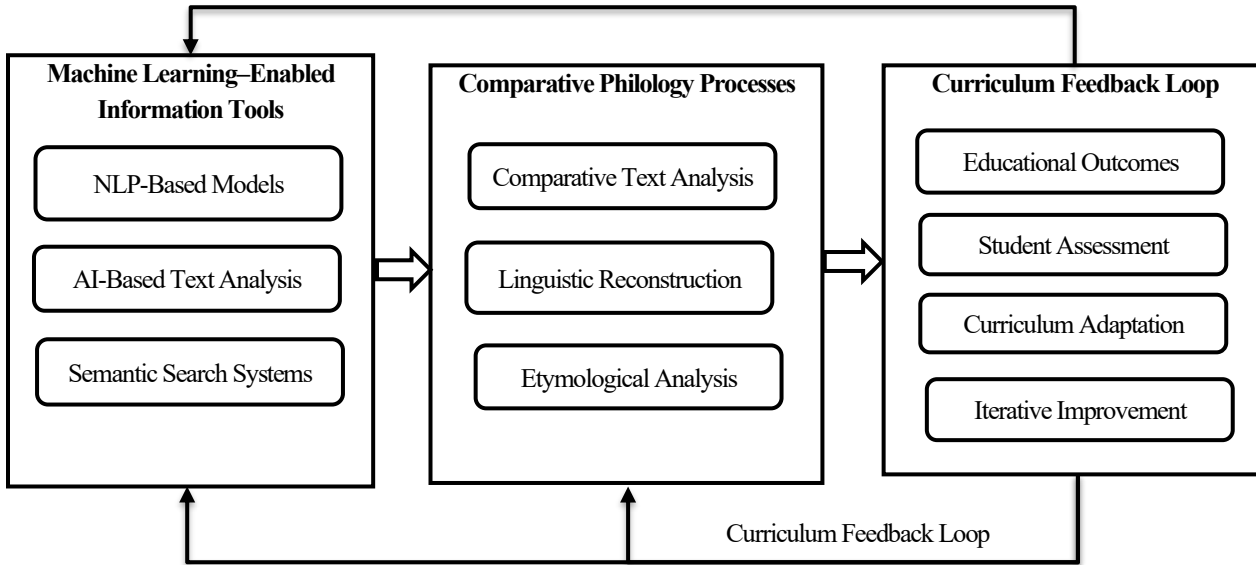 Machine Learning–Enabled
Information Tools
NLP-Based Models
AI-Based Text Analysis
Semantic Search Systems
Comparative Philology Processes
Comparative Text Analysis
Linguistic Reconstruction
Etymological Analysis
Curriculum Feedback Loop
Educational Outcomes
Student Assessment
Curriculum Adaptation
Iterative Improvement
Curriculum Feedback Loop